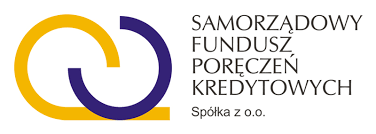 SAMORZĄDOWY
FUNDUSZ
PORĘCZEŃ
KREDYTOWYCH
Spółka z o.o.